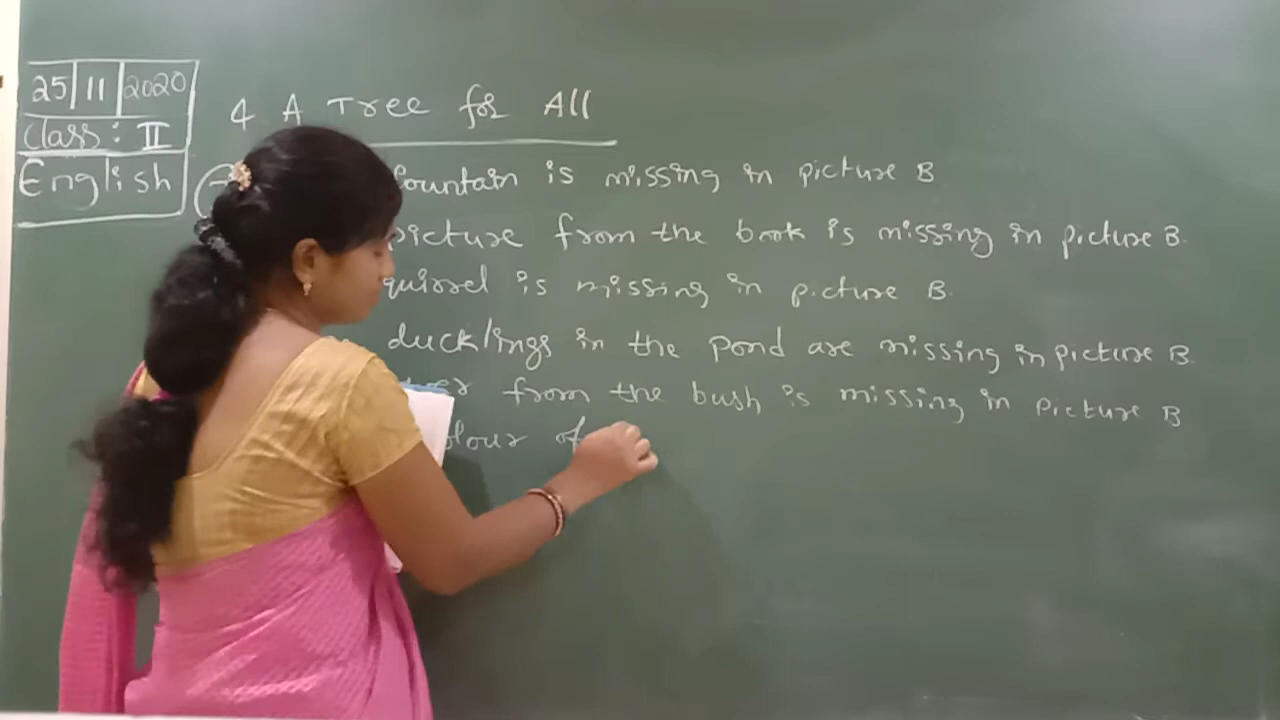 25 11 2020
Class: II
English
4 A Tree for All
fountain is missing in picture B
picture from the book is missing in picture B.
quirrel is missing in picture B.
ducklings in the pond are missing in picture B.
from the bush is missing in picture B
olour of